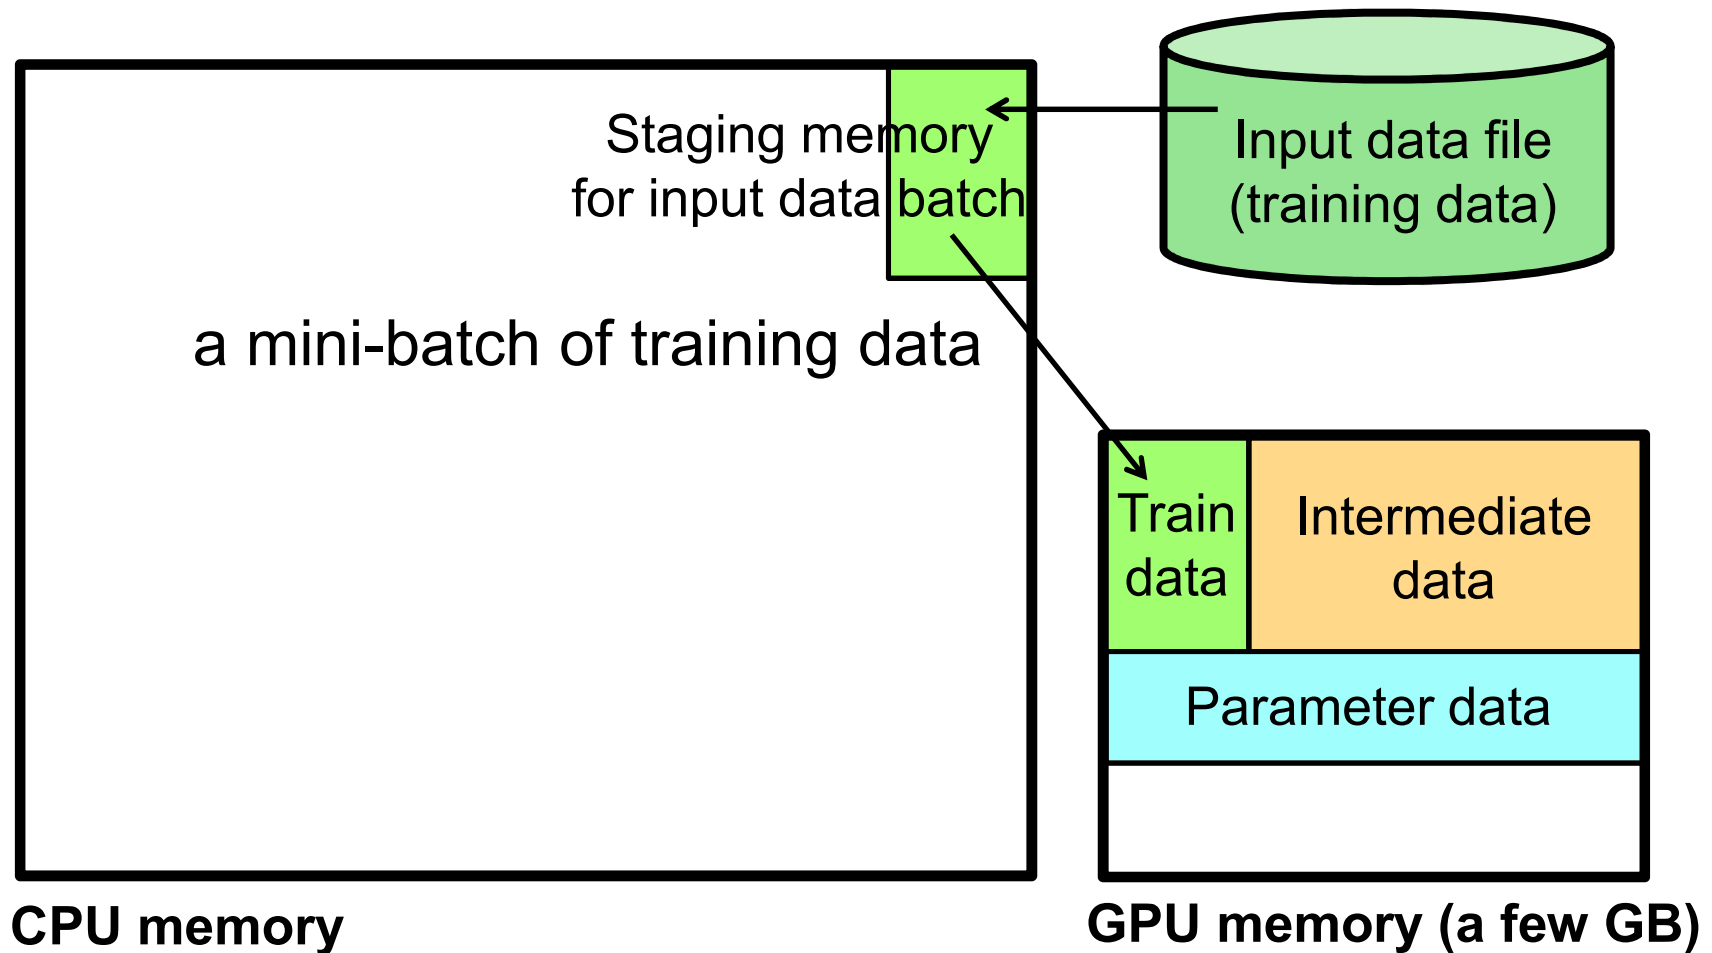 Staging memory
for input data batch
Input data file
(training data)
a mini-batch of training data
Train
data
Intermediate
data
Parameter data
CPU memory
GPU memory (a few GB)